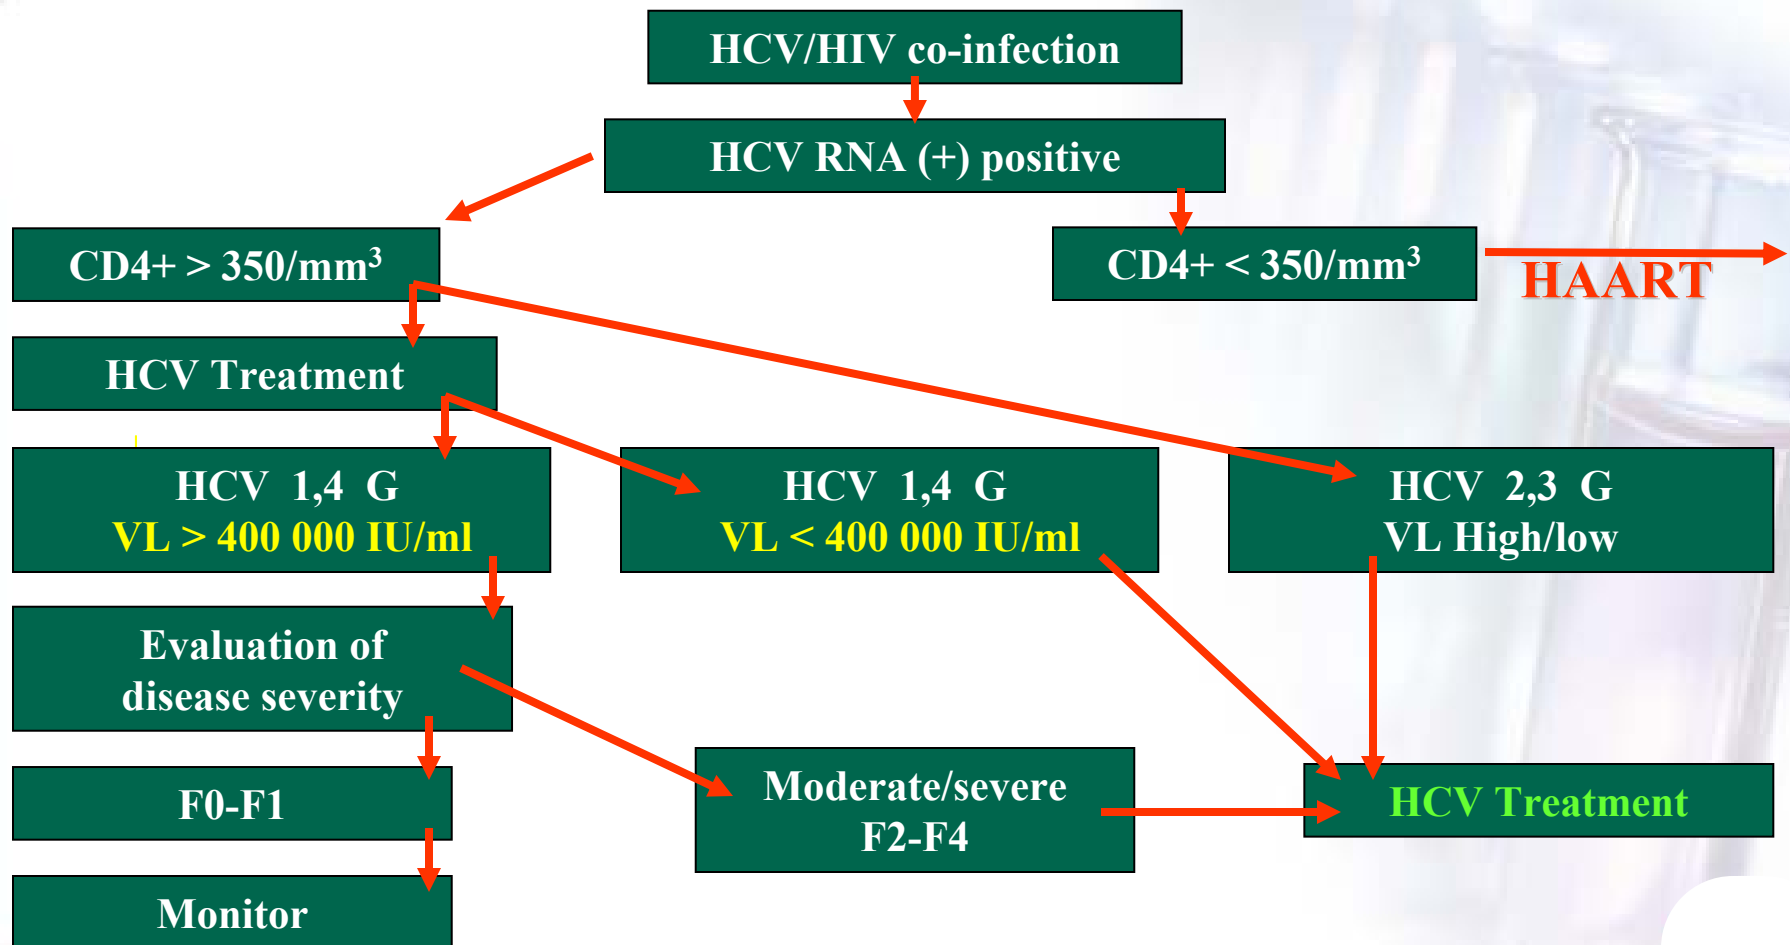 HCV/HIV co-infection
HCV RNA (+) positive
CD4+ > 350/mm³
CD4+ < 350/mm³
HAART
HCV Treatment
HCV 1,4 G
VL > 400 000 IU/ml
HCV 1,4 G
VL < 400 000 IU/ml
HCV 2,3 G
VL High/low
Evaluation of
disease severity
F0-F1
Moderate/severe
F2-F4
HCV Treatment
Monitor